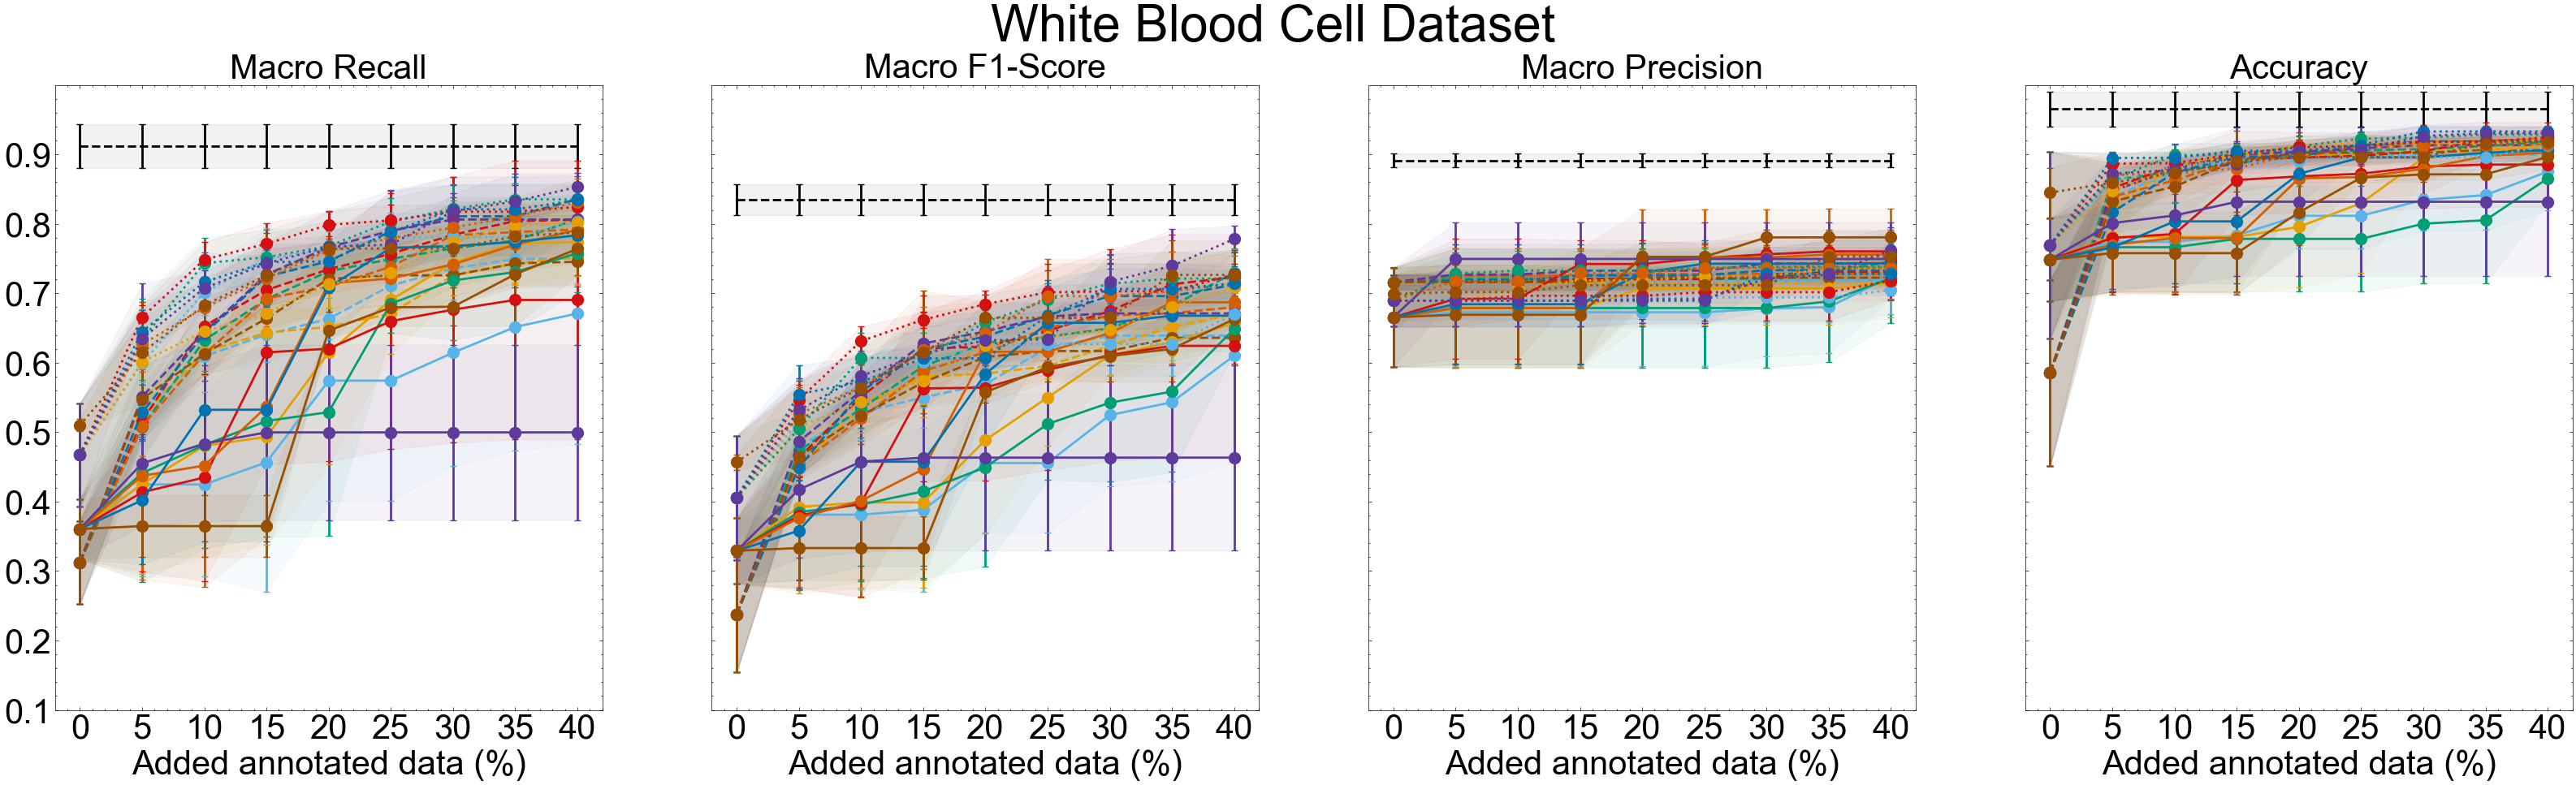 White Blood Cell Dataset
Macro Recall
Macro F1-Score
Macro Precision
Accuracy
0.9
0.8
0.7
0.6
0.5
0.4
0.3
0.2
0.1
0 5 10 15 20 25 30 35 40
0 5 10 15 20 25 30 35 40
0 5 10 15 20 25 30 35 40
0 5 10 15 20 25 30 35 40
Added annotated data (%)
Added annotated data (%)
Added annotated data (%)
Added annotated data (%)